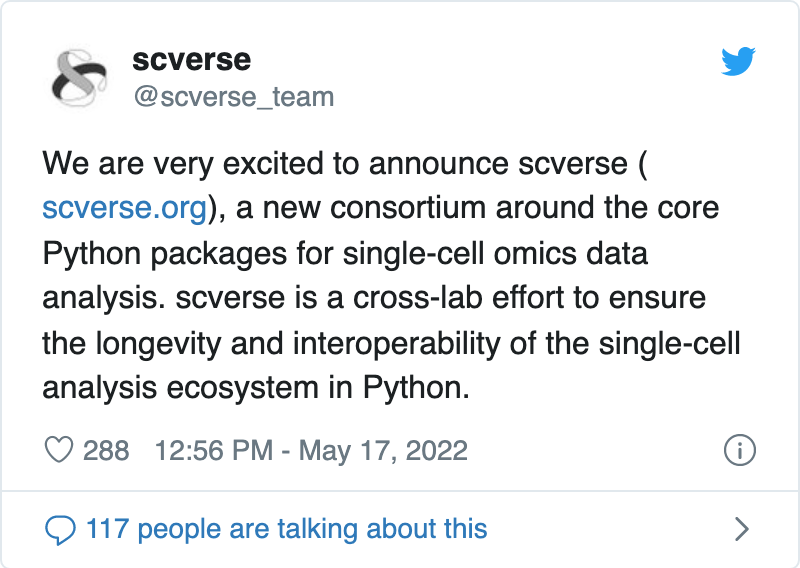 scverse
@scverse_team
We are very excited to announce scverse (
scverse.org), a new consortium around the core
Python packages for single-cell omics data
analysis. scverse is a cross-lab effort to ensure
the longevity and interoperability of the single-cell
analysis ecosystem in Python.
288 12:56 PM - May 17, 2022
117 people are talking about this